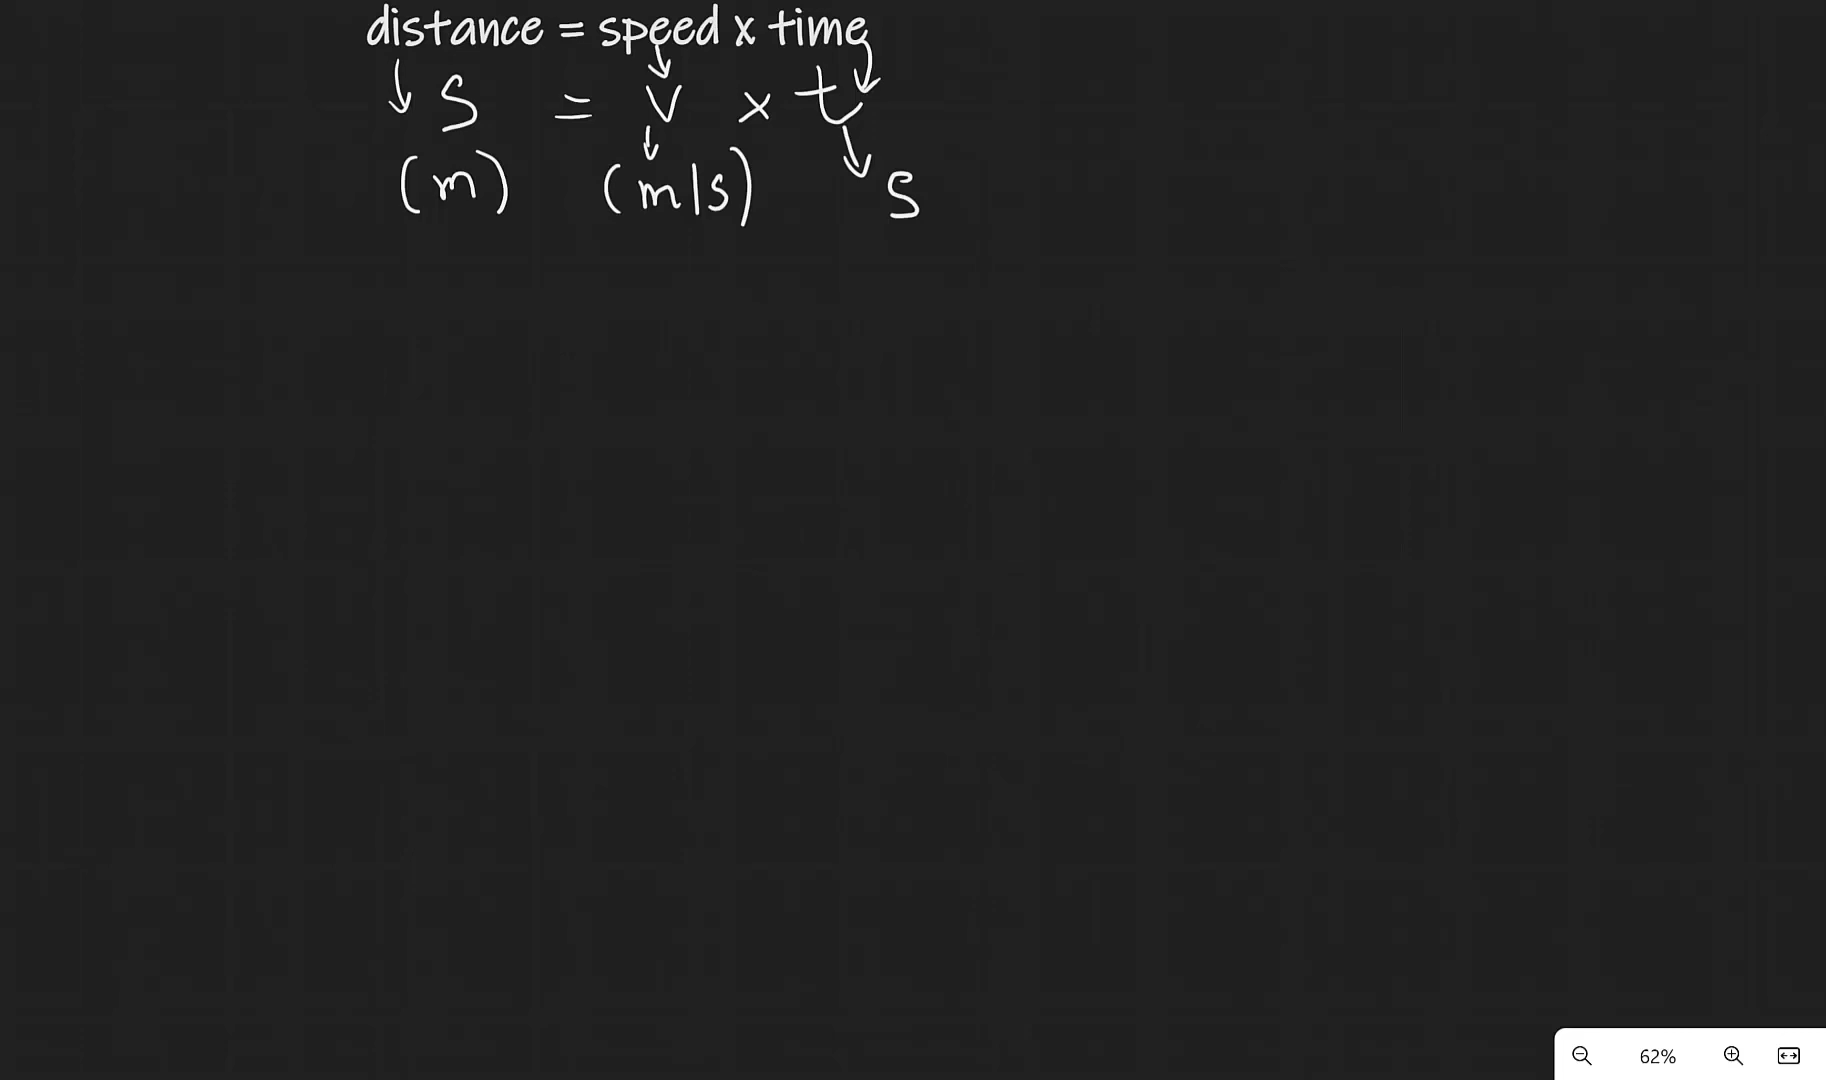 distance = speed x time
S = v x t
(m) (m/s) s
62%